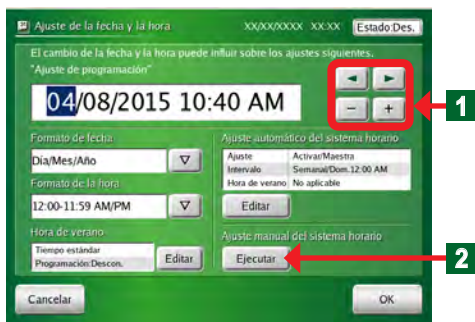 Ajuste de la fecha y la hora XX/XX/XXXX XX:XX Estado:Des.
El cambio de la fecha y la hora puede influir sobre los ajustes siguientes.
"Ajuste de programación"
04/08/2015 10:40 AM
− +
1
Formato de fecha
Día/Mes/Año
Formato de la hora
12:00-11:59 AM/PM
Hora de verano
Tiempo estándar
Programación:Descon.
Editar
Ajuste automático del sistema horario
Ajuste Activar/Maestra
Intervalo Semanal/Dom.12:00 AM
Hora de verano No aplicable
Editar
Ajuste manual del sistema horario
Ejecutar
2
Cancelar OK